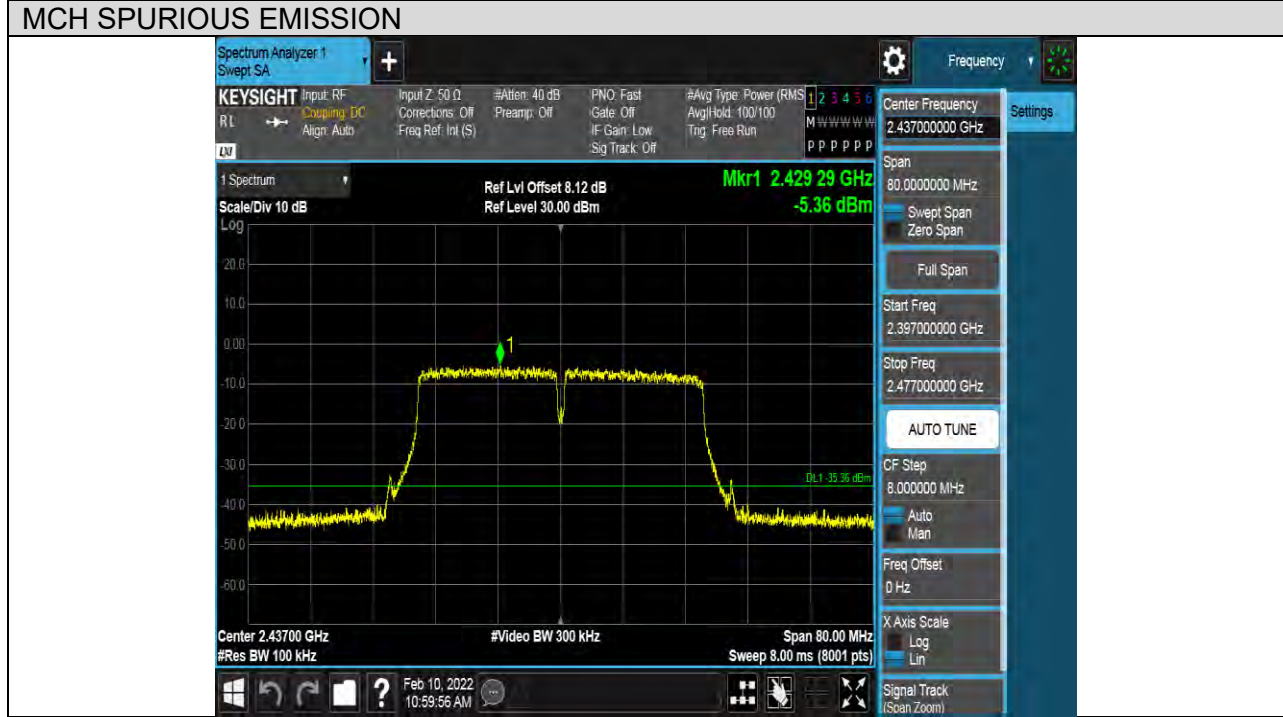 MCH SPURIOUS EMISSION
Spectrum Analyzer 1
Swept SA
+
Frequency
KEYSIGHT
RL
LXI
Input: RF
Coupling: DC
Align: Auto
Input Z: 50 Ω
Corrections: Off
Freq Ref: Int (S)
#Atten: 40 dB
Preamp: Off
PNO: Fast
Gate: Off
IF Gain: Low
Sig Track: Off
#Avg Type: Power (RMS
Avg|Hold: 100/100
Trig: Free Run
1 2 3 4 5 6
M W W W W W
P P P P P P
1 Spectrum
Scale/Div 10 dB
Log
Ref Lvl Offset 8.12 dB
Ref Level 30.00 dBm
Mkr1 2.429 29 GHz
-5.36 dBm
20.0
10.0
0.00
-10.0
-20.0
-30.0
-40.0
-50.0
-60.0
1
DL1 -35.36 dBm
Center 2.43700 GHz
#Res BW 100 kHz
#Video BW 300 kHz
Span 80.00 MHz
Sweep 8.00 ms (8001 pts)
?
Feb 10, 2022
10:59:56 AM
Center Frequency
2.437000000 GHz
Settings
Span
80.0000000 MHz
Swept Span
Zero Span
Full Span
Start Freq
2.397000000 GHz
Stop Freq
2.477000000 GHz
AUTO TUNE
CF Step
8.000000 MHz
Auto
Man
Freq Offset
0 Hz
X Axis Scale
Log
Lin
Signal Track
(Span Zoom)